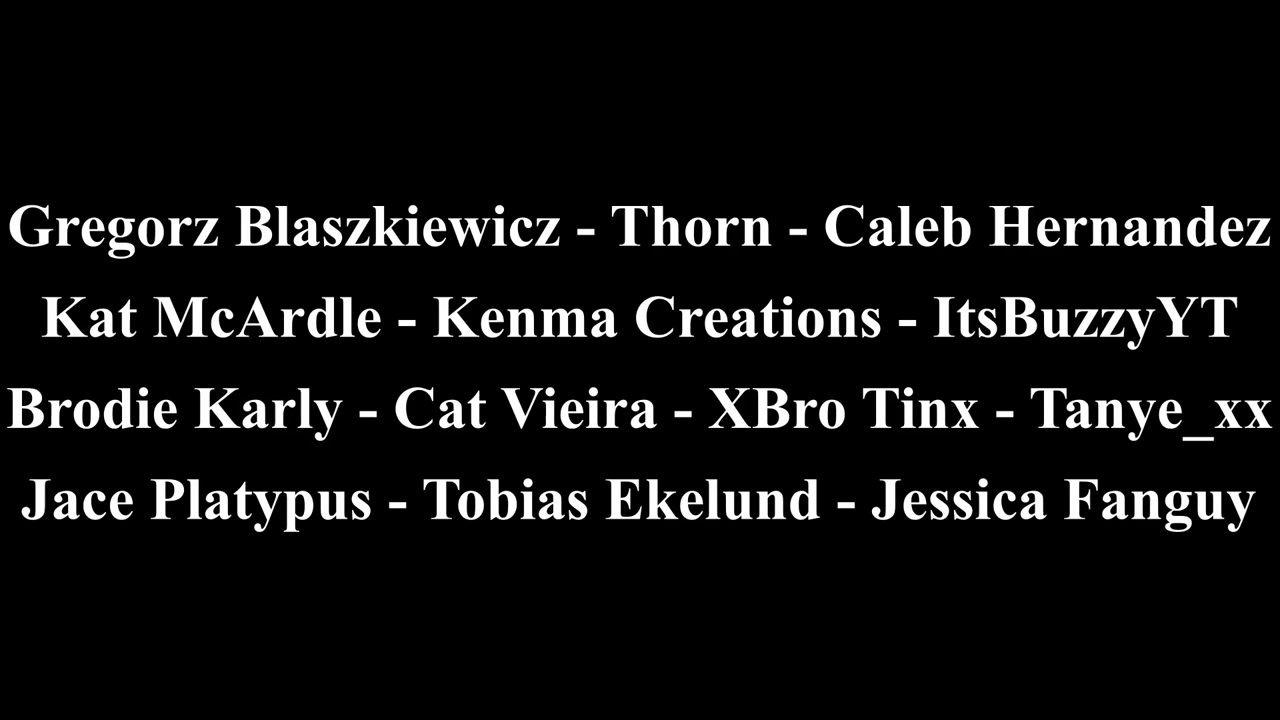 Gregorz Blaszkiewicz - Thorn - Caleb Hernandez
Kat McArdle - Kenma Creations - ItsBuzzyYT
Brodie Karly - Cat Vieira - XBro Tinx - Tanye_xx
Jace Platypus - Tobias Ekelund - Jessica Fanguy